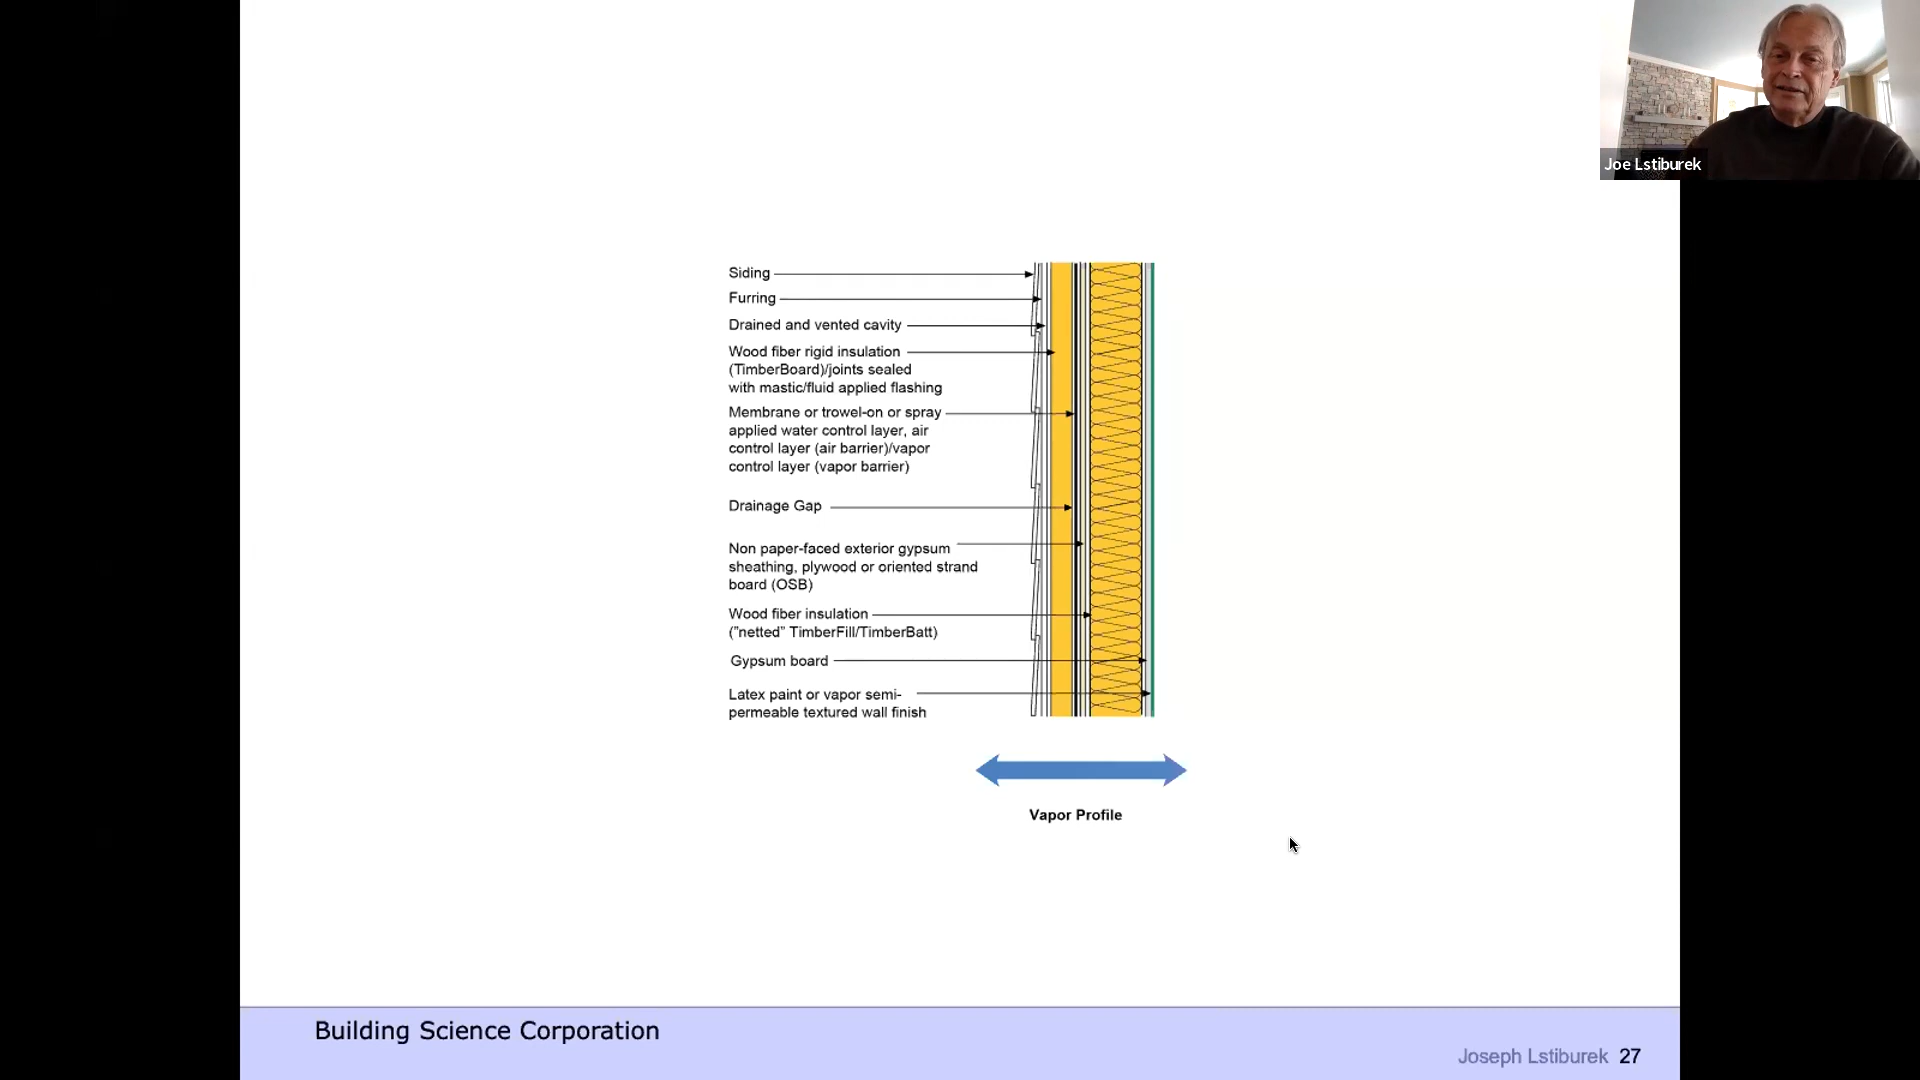 Joe Lstiburek
Siding
Furring
Drained and vented cavity
Wood fiber rigid insulation
(TimberBoard)/joints sealed
with mastic/fluid applied flashing
Membrane or trowel-on or spray
applied water control layer, air
control layer (air barrier)/vapor
control layer (vapor barrier)
Drainage Gap
Non paper-faced exterior gypsum
sheathing, plywood or oriented strand
board (OSB)
Wood fiber insulation
("netted" TimberFill/TimberBatt)
Gypsum board
Latex paint or vapor semi-
permeable textured wall finish
Vapor Profile
Building Science Corporation
Joseph Lstiburek 27